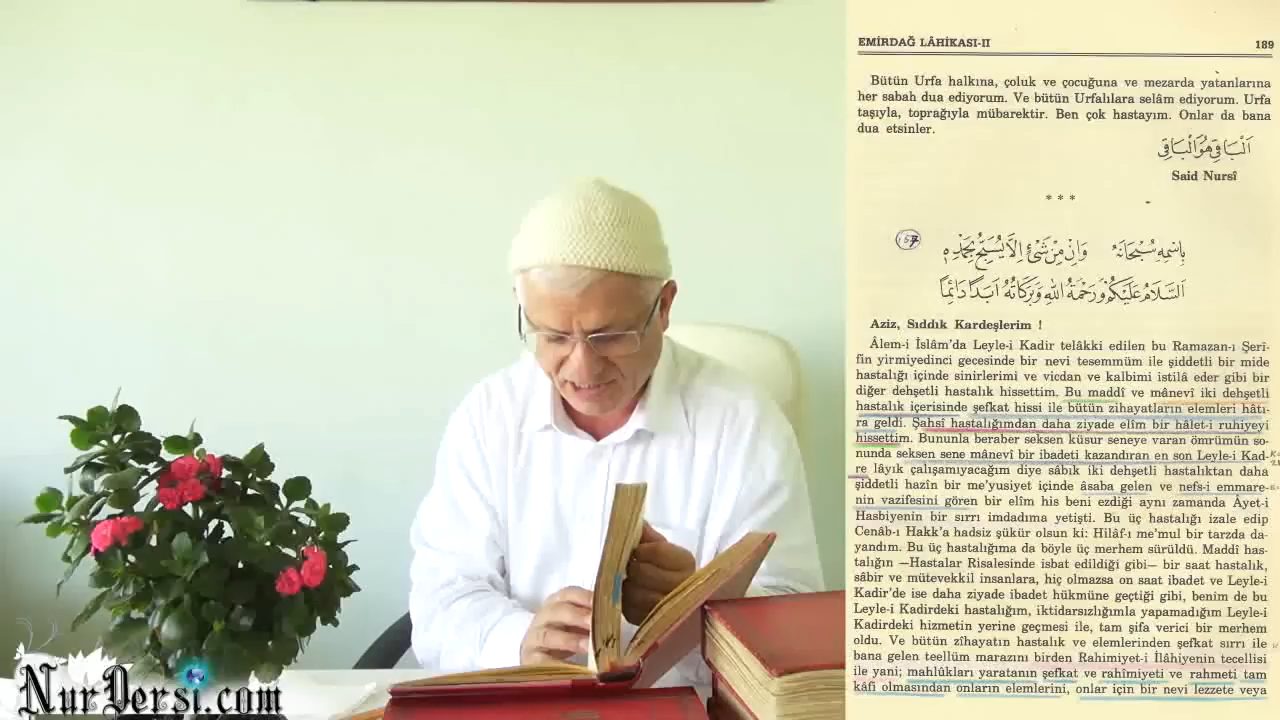 EMİRDAĞ LÂHİKASI-II 189
Bütün Urfa halkına, çoluk ve çocuğuna ve mezarda yatanlarına
her sabah dua ediyorum. Ve bütün Urfalılara selâm ediyorum. Urfa
taşıyla, toprağıyla mübarektir. Ben çok hastayım. Onlar da bana
dua etsinler.
اَلْبَاقِى هُوَ الْبَاقِى
Said Nursî
* * *
157
بِاسْمِهِ سُبْحَانَهُ وَاِنْ مِنْ شَىْءٍ اِلاَّ يُسَبِّحُ بِحَمْدِهِ
اَلسَّلاَمُ عَلَيْكُمْ وَرَحْمَةُ اللهِ وَبَرَكَاتُهُ اَبَدًا دَائِمًا
Aziz, Sıddık Kardeşlerim !
Âlem-i İslâm'da Leyle-i Kadir telâkki edilen bu Ramazan-ı Şerî-
fin yirmiyedinci gecesinde bir nevi tesemmüm ile şiddetli bir mide
hastalığı içinde sinirlerimi ve vicdan ve kalbimi istilâ eder gibi bir
diğer dehşetli hastalık hissettim. Bu maddî ve mânevî iki dehşetli
hastalık içerisinde şefkat hissi ile bütün zihayatların elemleri hâtı-
ra geldi. Şahsî hastalığımdan daha ziyade elîm bir hâlet-i ruhiyeyi
hissettim. Bununla beraber seksen küsur seneye varan ömrümün so-
nunda seksen sene mânevî bir ibadeti kazandıran en son Leyle-i Kad-
re lâyık çalışamıyacağım diye sâbık iki dehşetli hastalıktan daha
şiddetli hazîn bir me'yusiyet içinde âsaba gelen ve nefs-i emmare-
nin vazifesini gören bir elîm his beni ezdiği aynı zamanda Âyet-i
Hasbiyenin bir sırrı imdadıma yetişti. Bu üç hastalığı izale edip
Cenâb-ı Hakk'a hadsiz şükür olsun ki: Hilâf-ı me'mul bir tarzda da-
yandım. Bu üç hastalığıma da böyle üç merhem sürüldü. Maddî has-
talığın —Hastalar Risalesinde isbat edildiği gibi— bir saat hastalık,
sâbir ve mütevekkil insanlara, hiç olmazsa on saat ibadet ve Leyle-i
Kadir'de ise daha ziyade ibadet hükmüne geçtiği gibi, benim de bu
Leyle-i Kadirdeki hastalığım, iktidarsızlığımla yapamadığım Leyle-i
Kadirdeki hizmetin yerine geçmesi ile, tam şifa verici bir merhem
oldu. Ve bütün zîhayatın hastalık ve elemlerinden şefkat sırrı ile
bana gelen teellüm marazını birden Rahimiyet-i İlâhiyenin tecellisi
ile yani; mahlûkları yaratanın şefkat ve rahîmiyeti ve rahmeti tam
kâfi olmasından onların elemlerini, onlar için bir nevi lezzete veya
NurDersi.com